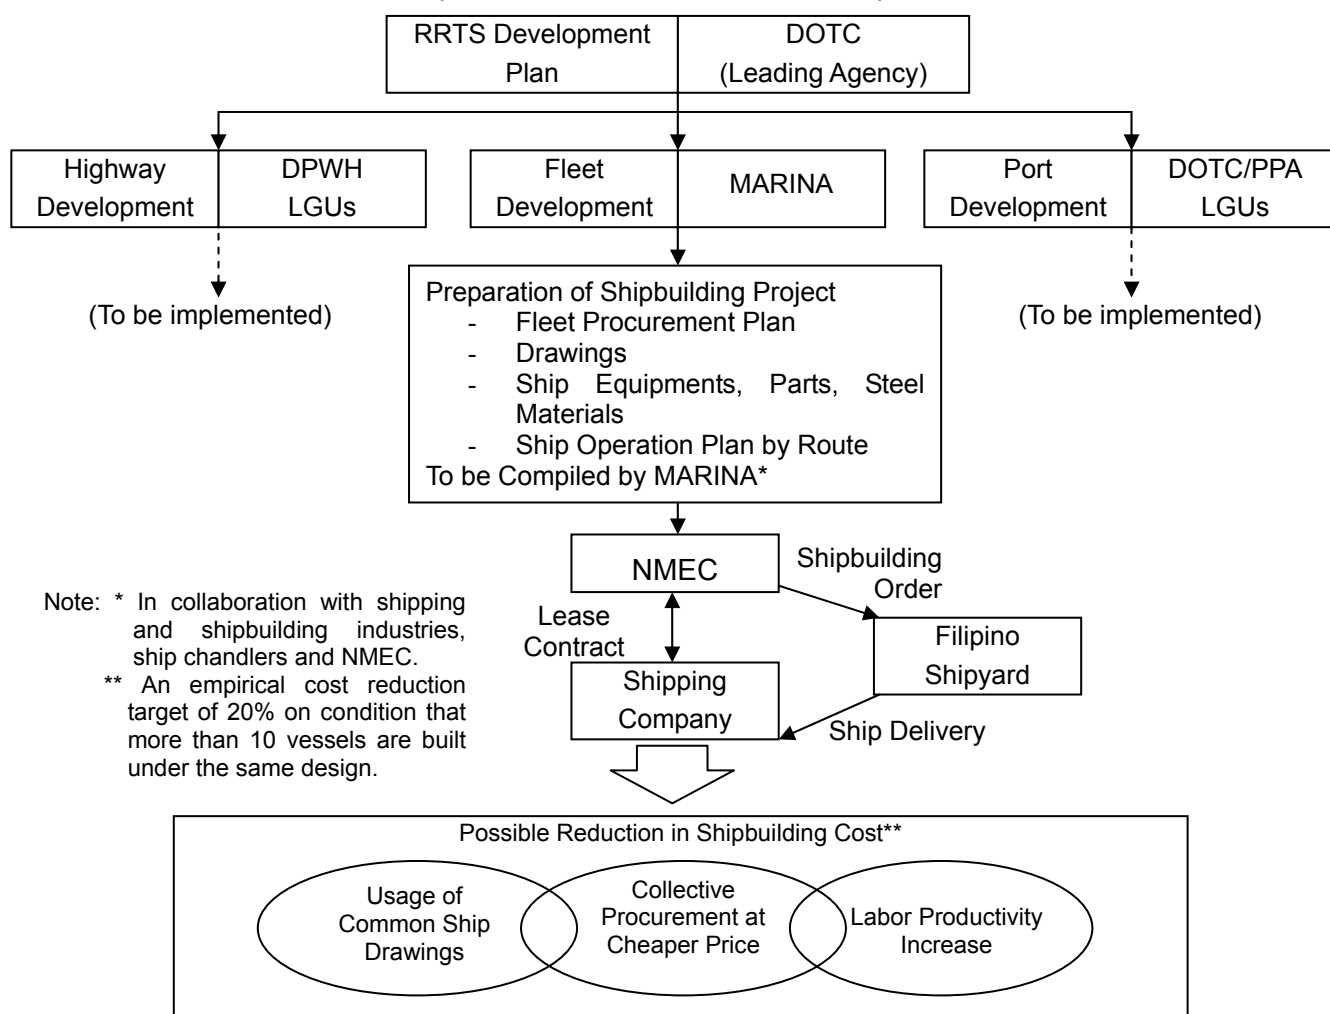 RRTS Development
Plan
DOTC
(Leading Agency)
Highway
Development
DPWH
LGUs
Fleet
Development
MARINA
Port
Development
DOTC/PPA
LGUs
(To be implemented)
(To be implemented)
Preparation of Shipbuilding Project
- Fleet Procurement Plan
- Drawings
- Ship Equipments, Parts, Steel
Materials
- Ship Operation Plan by Route
To be Compiled by MARINA*
NMEC
Shipbuilding
Order
Lease
Contract
Filipino
Shipyard
Shipping
Company
Ship Delivery
Note: * In collaboration with shipping
and shipbuilding industries,
ship chandlers and NMEC.
** An empirical cost reduction
target of 20% on condition that
more than 10 vessels are built
under the same design.
Possible Reduction in Shipbuilding Cost**
Usage of
Common Ship
Drawings
Collective
Procurement at
Cheaper Price
Labor Productivity
Increase